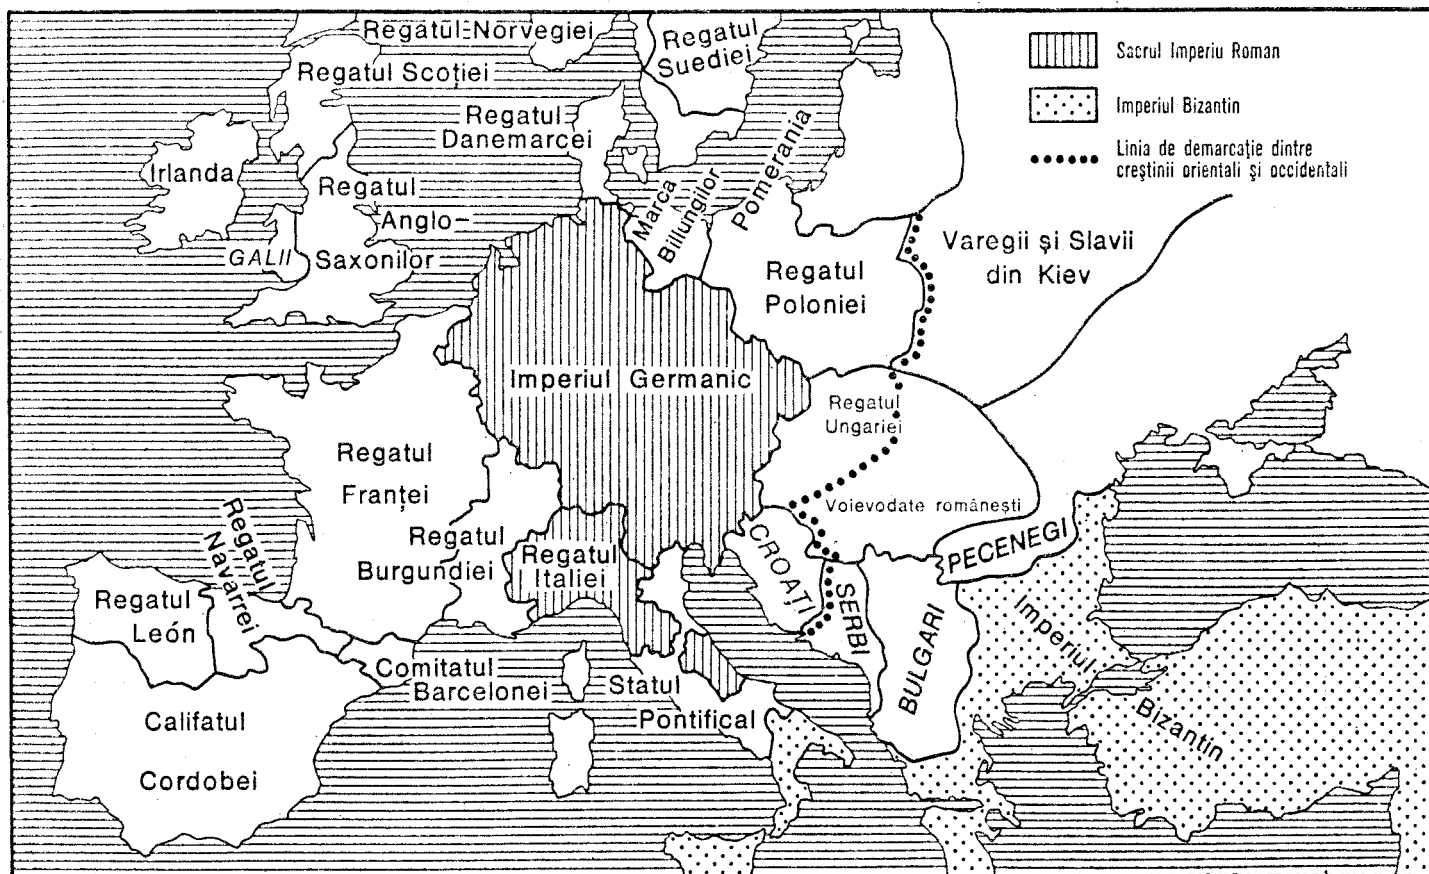 Regatul Norvegiei
Regatul
Suediei
Regatul Scoției
Regatul
Danemarcei
Irlanda
Regatul
Anglo
Saxonilor
GALII
Marca
Billungilor
Pomerania
Regatul
Poloniei
Varegii și Slavii
din Kiev
Sacrul Imperiu Roman
Imperiul Bizantin
Linia de demarcație dintre
creștinii orientali și occidentali
Imperiul Germanic
Regatul
Ungariei
Regatul
Franței
Voievodate românești
Regatul
Burgundiei
Regatul
Italiei
CROAȚI
SERBI
BULGARI
PECENEGI
Regatul
Navarrei
Regatul
León
Comitatul
Barcelonei
Statul
Pontifical
Califatul
Cordobei
Imperiul
Bizantin